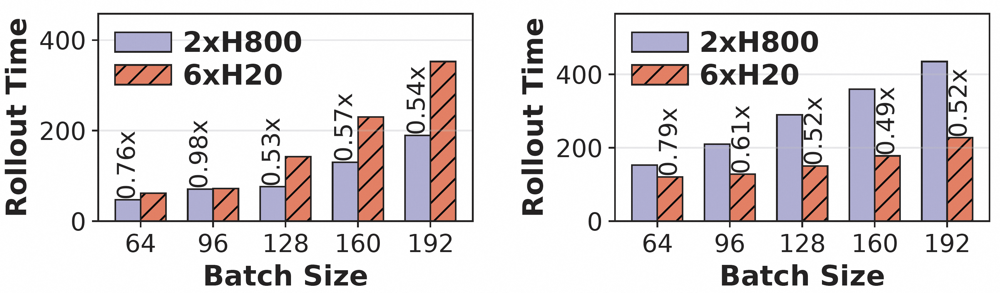 Rollout Time
400
200
0
2xH800
6xH20
0.76x
0.98x
0.53x
0.57x
0.54x
64 96 128 160 192
Batch Size
Rollout Time
400
200
0
2xH800
6xH20
0.79x
0.61x
0.52x
0.49x
0.52x
64 96 128 160 192
Batch Size